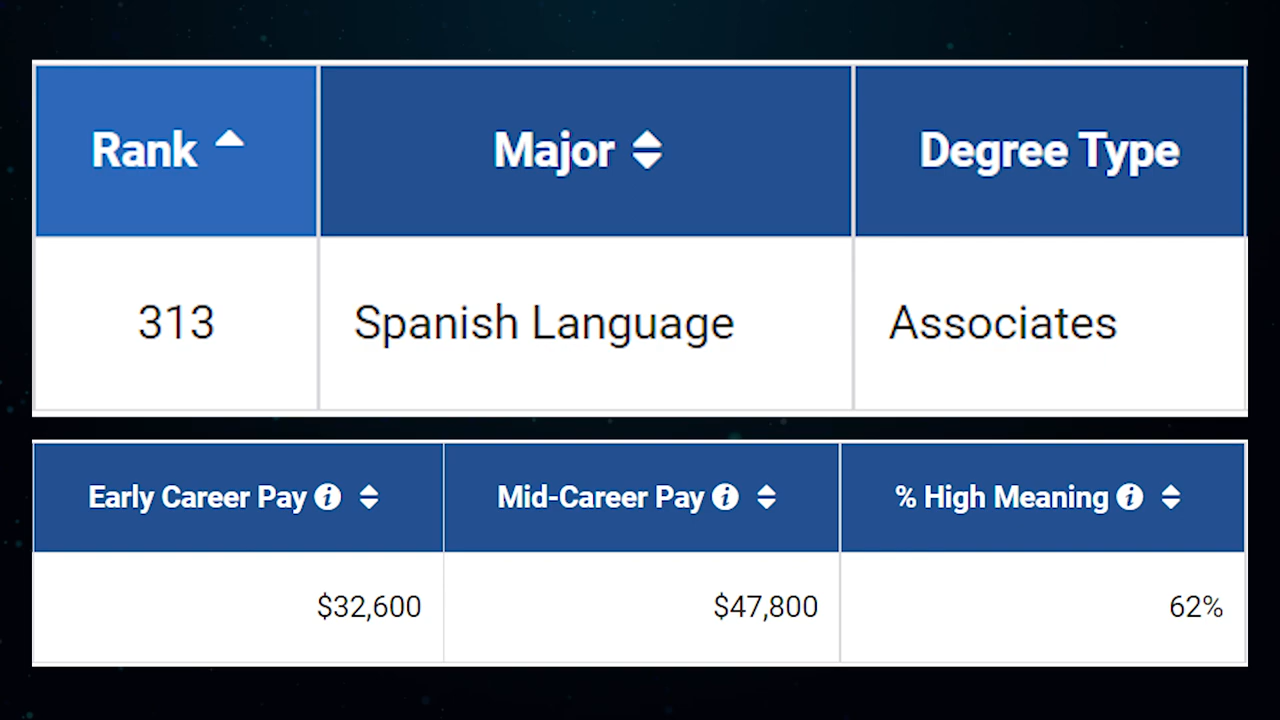 Rank Major Degree Type
313 Spanish Language Associates
Early Career Pay Mid-Career Pay % High Meaning
$32,600 $47,800 62%